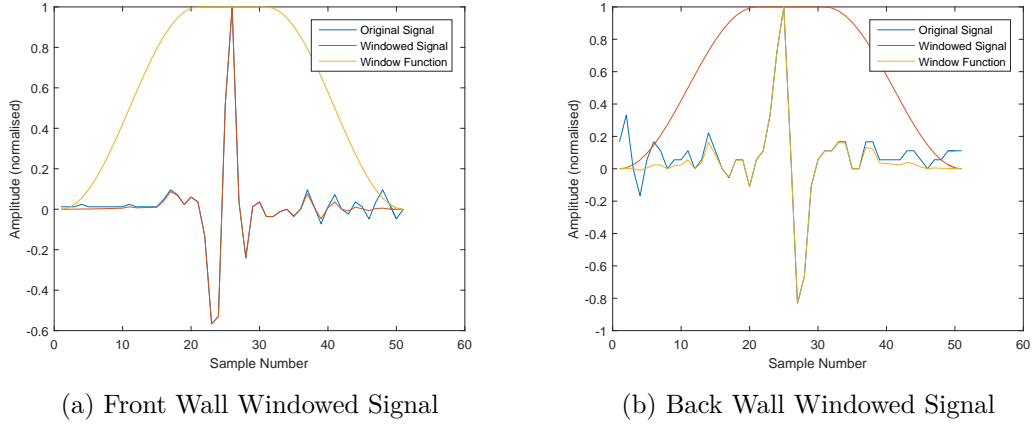 1
0.8
0.6
0.4
0.2
0
-0.2
-0.4
-0.6
0 10 20 30 40 50 60
Amplitude (normalised)
Sample Number
Original Signal
Windowed Signal
Window Function
(a) Front Wall Windowed Signal
1
0.8
0.6
0.4
0.2
0
-0.2
-0.4
-0.6
-0.8
-1
0 10 20 30 40 50 60
Amplitude (normalised)
Sample Number
Original Signal
Windowed Signal
Window Function
(b) Back Wall Windowed Signal